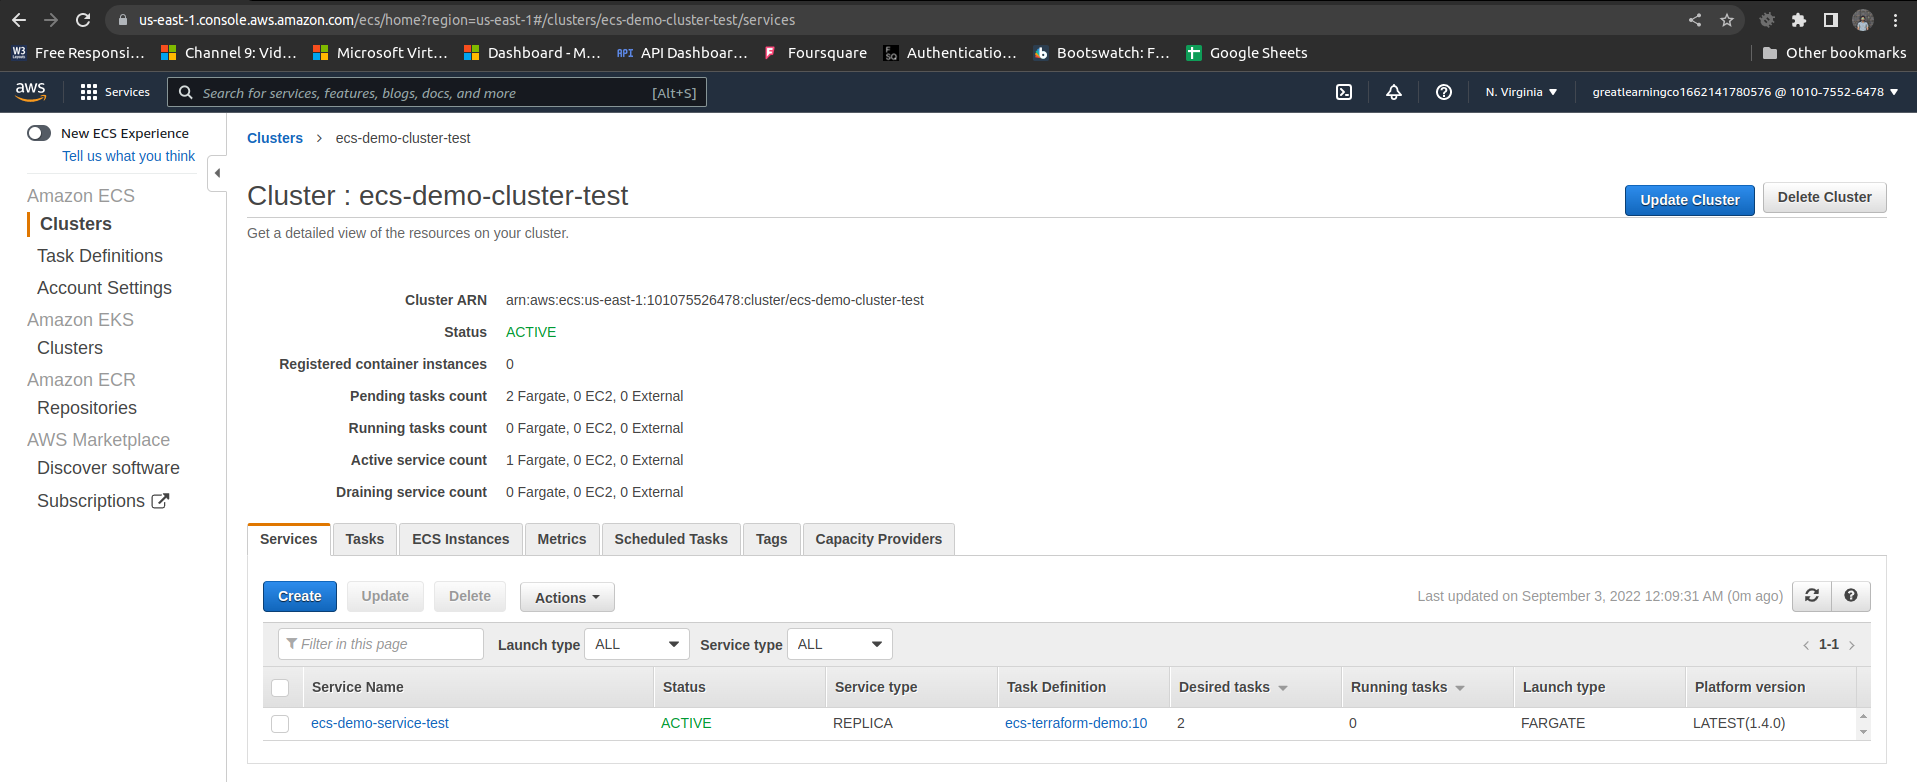 us-east-1.console.aws.amazon.com/ecs/home?region=us-east-1#/clusters/ecs-demo-cluster-test/services
Free Responsi... Channel 9: Vid... Microsoft Virt... Dashboard - M... API API Dashboar... Foursquare Authenticatio... Bootswatch: F... Google Sheets Other bookmarks
aws Services Search for services, features, blogs, docs, and more [Alt+S] N. Virginia greatlearningco1662141780576 @ 1010-7552-6478
New ECS Experience
Tell us what you think
Amazon ECS
Clusters
Task Definitions
Account Settings
Amazon EKS
Clusters
Amazon ECR
Repositories
AWS Marketplace
Discover software
Subscriptions
Clusters > ecs-demo-cluster-test
Cluster : ecs-demo-cluster-test
Update Cluster Delete Cluster
Get a detailed view of the resources on your cluster.
Cluster ARN arn:aws:ecs:us-east-1:101075526478:cluster/ecs-demo-cluster-test
Status ACTIVE
Registered container instances 0
Pending tasks count 2 Fargate, 0 EC2, 0 External
Running tasks count 0 Fargate, 0 EC2, 0 External
Active service count 1 Fargate, 0 EC2, 0 External
Draining service count 0 Fargate, 0 EC2, 0 External
Services Tasks ECS Instances Metrics Scheduled Tasks Tags Capacity Providers
Create Update Delete Actions Last updated on September 3, 2022 12:09:31 AM (0m ago)
Filter in this page Launch type ALL Service type ALL < 1-1 >
Service Name Status Service type Task Definition Desired tasks Running tasks Launch type Platform version
ecs-demo-service-test ACTIVE REPLICA ecs-terraform-demo:10 2 0 FARGATE LATEST(1.4.0)